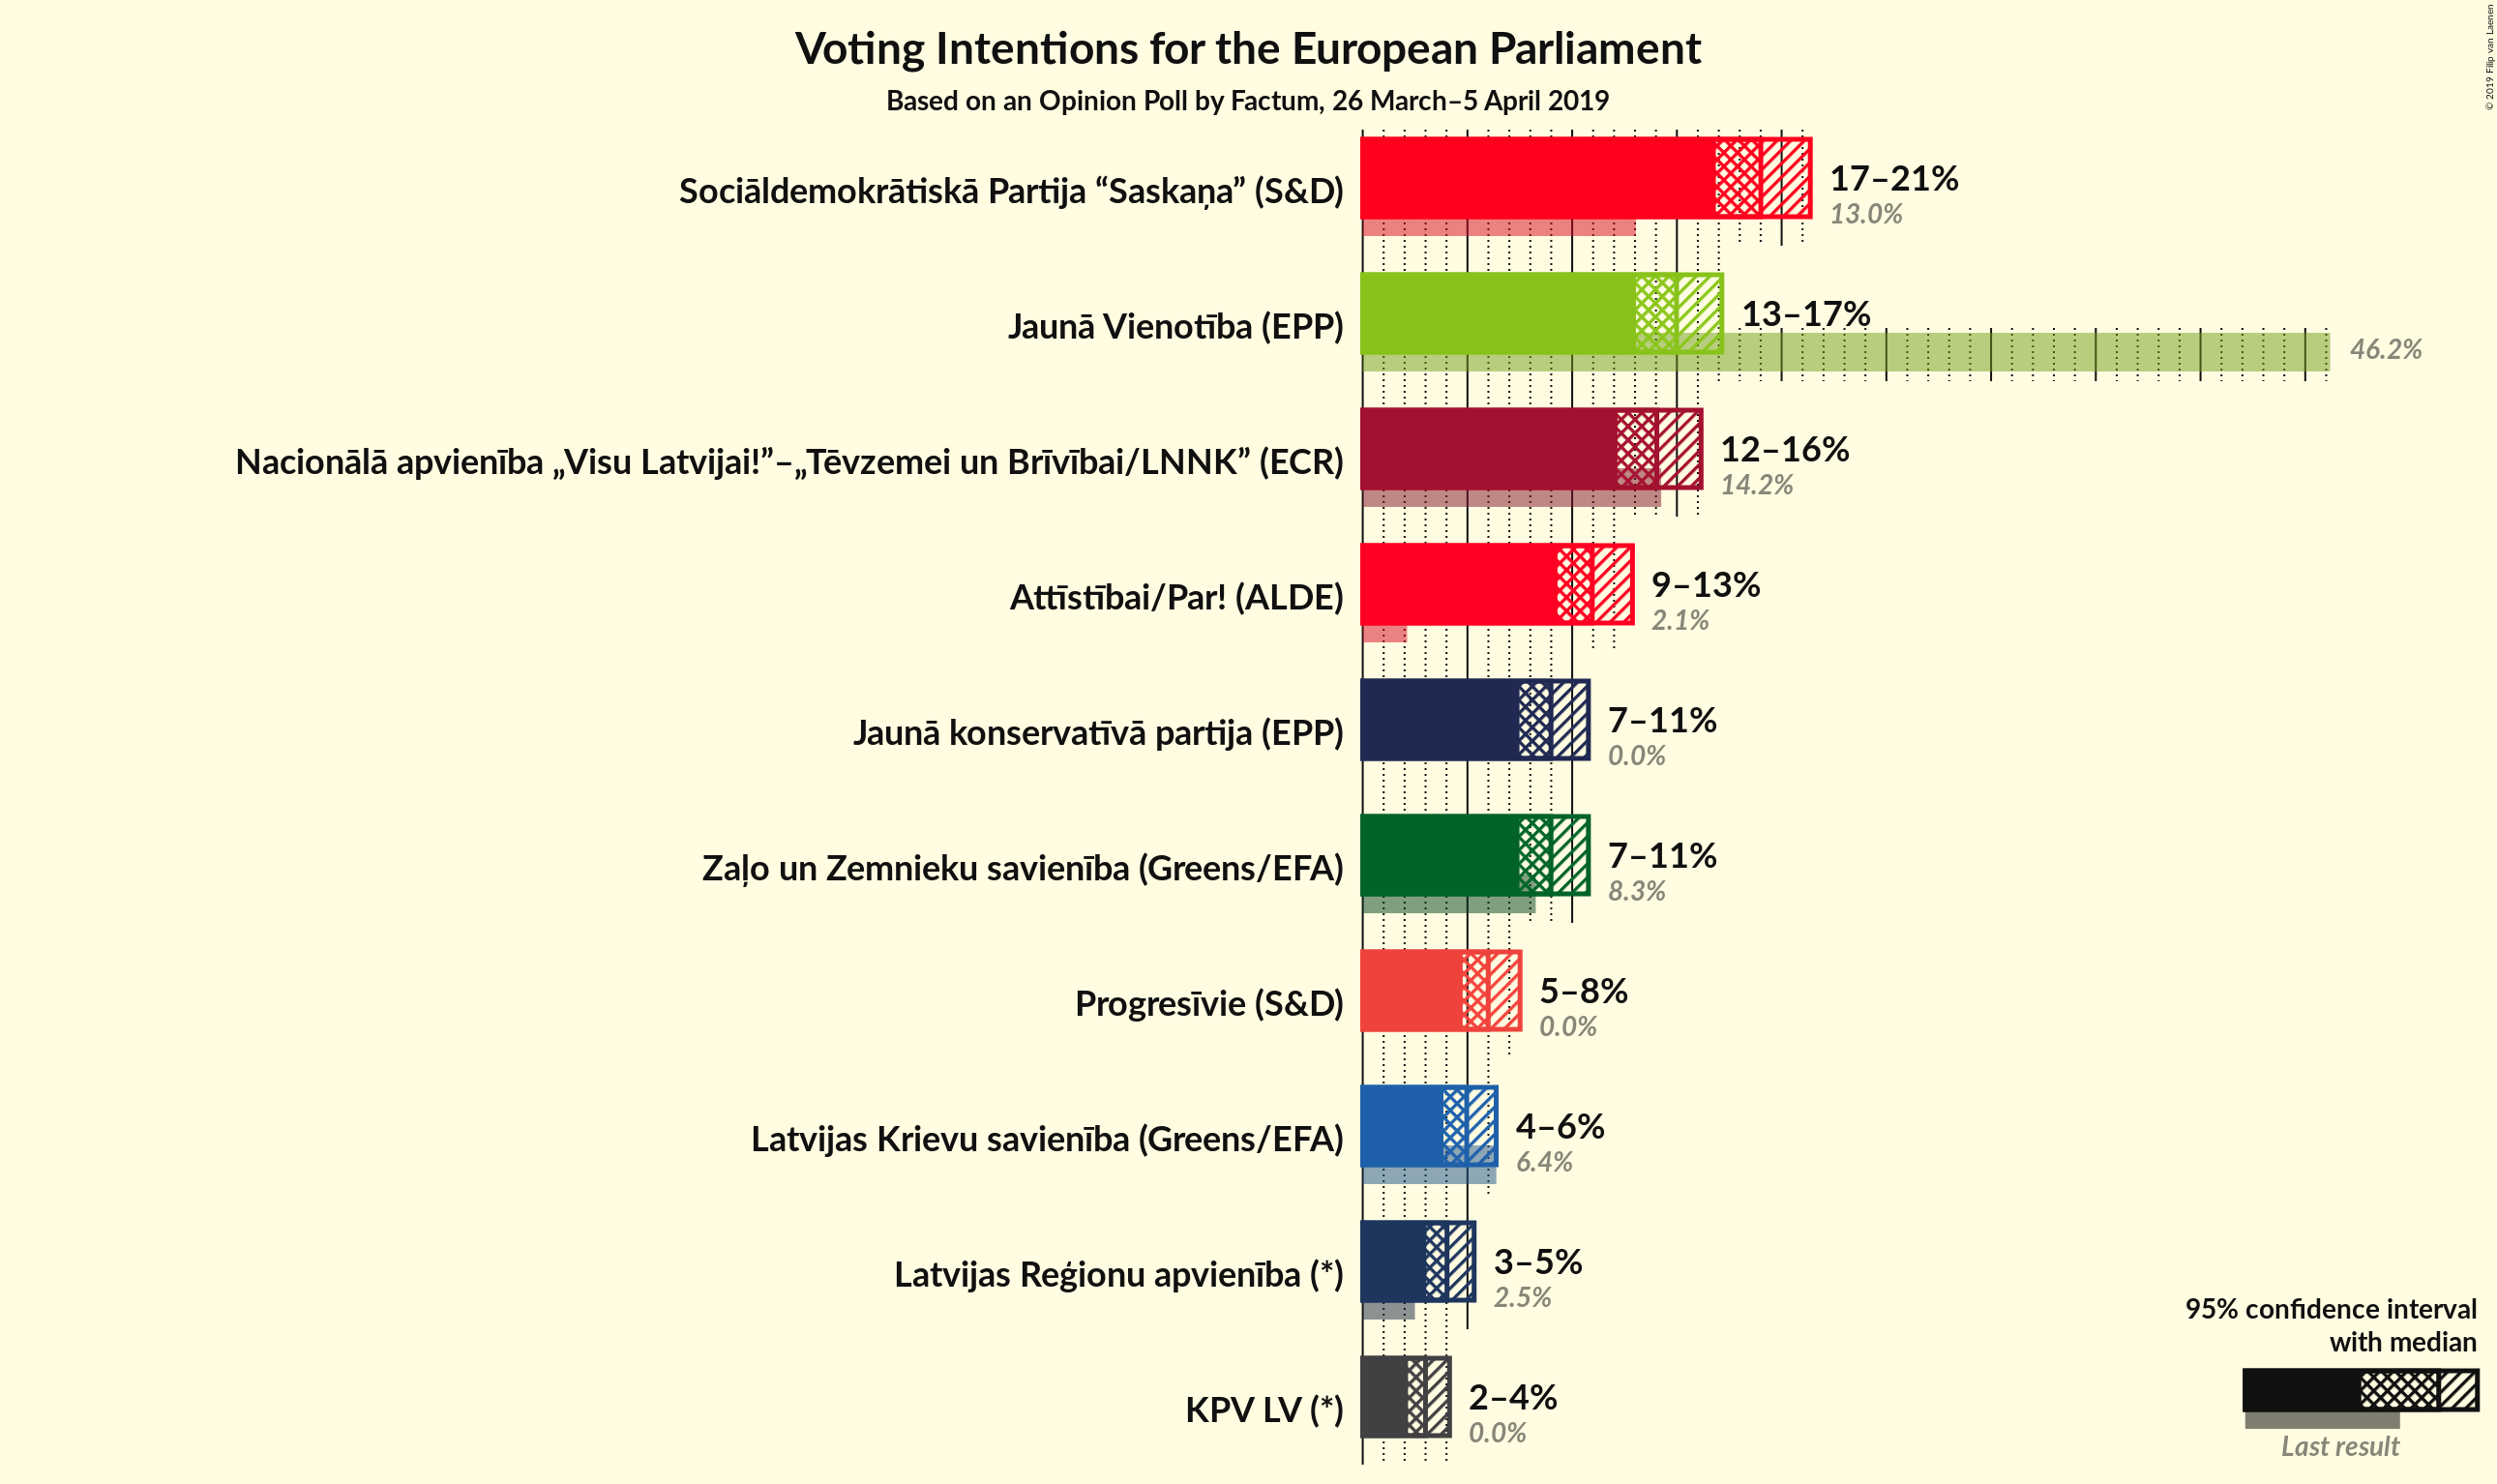 Voting Intentions for the European Parliament
Based on an Opinion Poll by Factum, 26 March–5 April 2019
© 2019 Filip van Laenen
Sociāldemokrātiskā Partija “Saskaņa” (S&D)
17–21%
13.0%
Jaunā Vienotība (EPP)
13–17%
46.2%
Nacionālā apvienība „Visu Latvijai!”–„Tēvzemei un Brīvībai/LNNK” (ECR)
12–16%
14.2%
Attīstībai/Par! (ALDE)
9–13%
2.1%
Jaunā konservatīvā partija (EPP)
7–11%
0.0%
Zaļo un Zemnieku savienība (Greens/EFA)
7–11%
8.3%
Progresīvie (S&D)
5–8%
0.0%
Latvijas Krievu savienība (Greens/EFA)
4–6%
6.4%
Latvijas Reģionu apvienība (*)
3–5%
2.5%
KPV LV (*)
2–4%
0.0%
95% confidence interval
with median
Last result